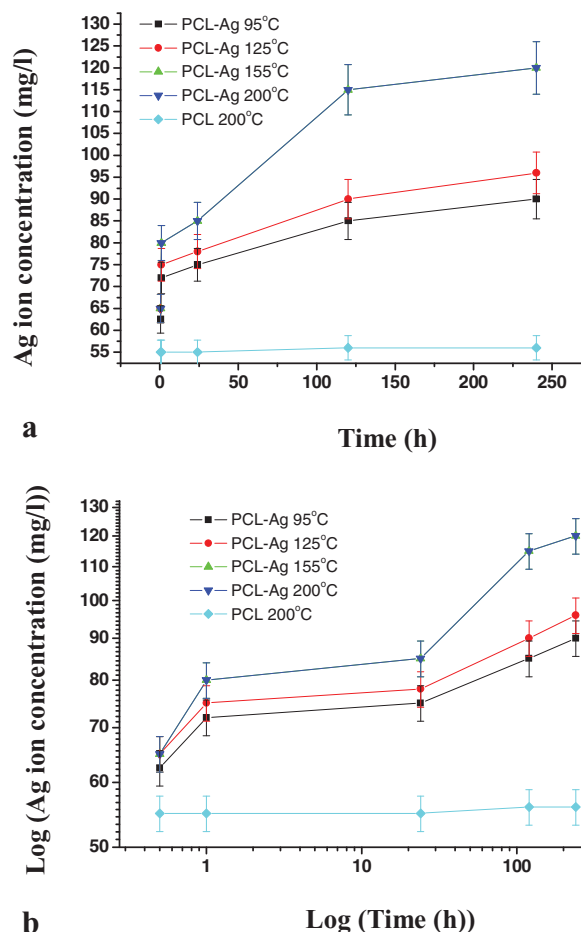 130
125
120
115
110
105
100
95
90
85
80
75
70
65
60
55
Ag ion concentration (mg/l)
PCL-Ag 95°C
PCL-Ag 125°C
PCL-Ag 155°C
PCL-Ag 200°C
PCL 200°C
0 50 100 150 200 250
a
Time (h)
130
120
110
100
90
80
70
60
50
Log (Ag ion concentration (mg/l))
PCL-Ag 95°C
PCL-Ag 125°C
PCL-Ag 155°C
PCL-Ag 200°C
PCL 200°C
1 10 100
b
Log (Time (h))